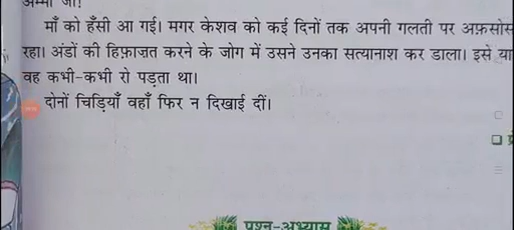 अम्मा जी!
माँ को हँसी आ गई। मगर केशव को कई दिनों तक अपनी गलती पर अफ़सोस
रहा। अंडों की हिफ़ाज़त करने के जोग में उसने उनका सत्यानाश कर डाला। इसे या
वह कभी-कभी रो पड़ता था।
दोनों चिड़ियाँ वहाँ फिर न दिखाई दीं।
प्रश्न-अभ्यास